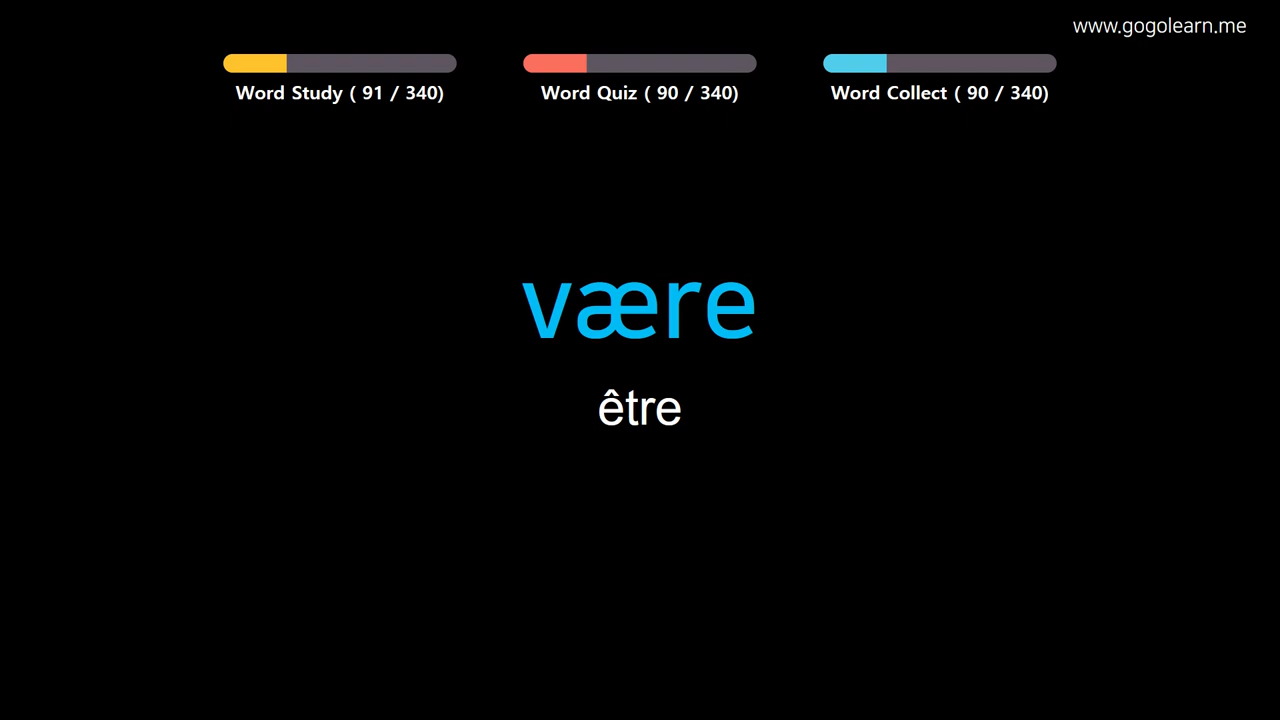 www.gogolearn.me
Word Study ( 91 / 340)
Word Quiz ( 90 / 340)
Word Collect ( 90 / 340)
være
être